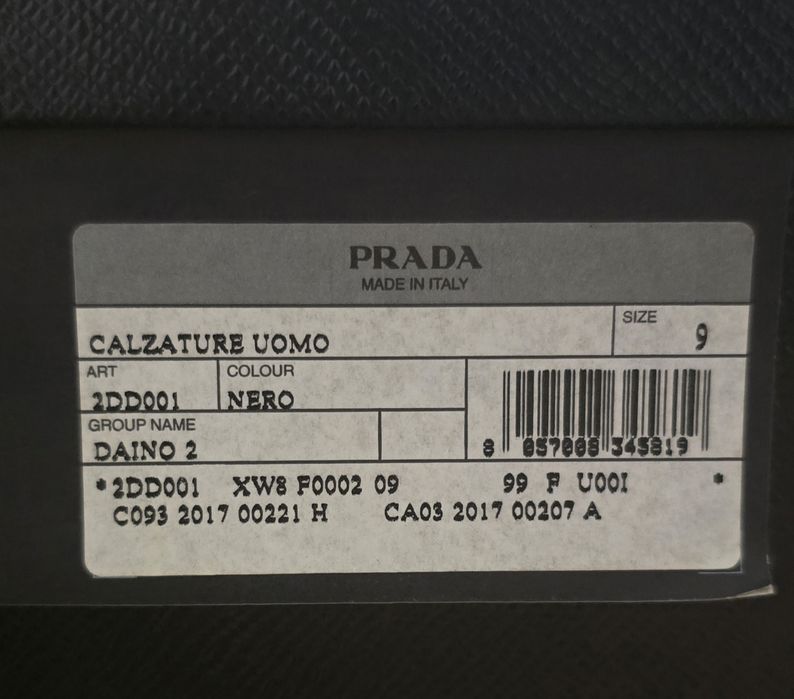 PRADA
MADE IN ITALY
SIZE
9
CALZATURE UOMO
ART
COLOUR
2DD001
NERO
GROUP NAME
DAINO 2
8 057008 345819
*2DD001 XW8 F0002 09 99 F U00I *
C093 2017 00221 H CA03 2017 00207 A